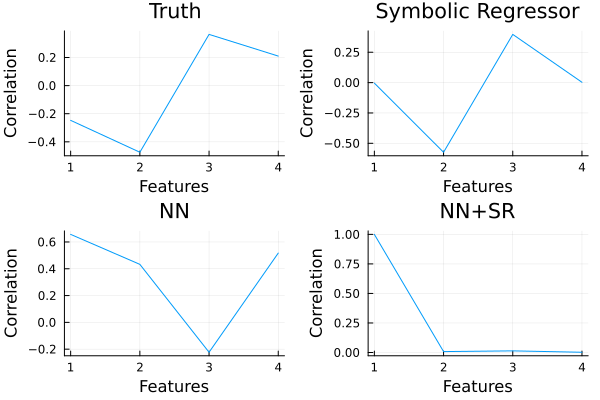 Truth
Correlation
0.2
0.0
−0.2
−0.4
1 2 3 4
Features
Symbolic Regressor
Correlation
0.25
0.00
−0.25
−0.50
1 2 3 4
Features
NN
Correlation
0.6
0.4
0.2
0.0
−0.2
1 2 3 4
Features
NN+SR
Correlation
1.00
0.75
0.50
0.25
0.00
1 2 3 4
Features